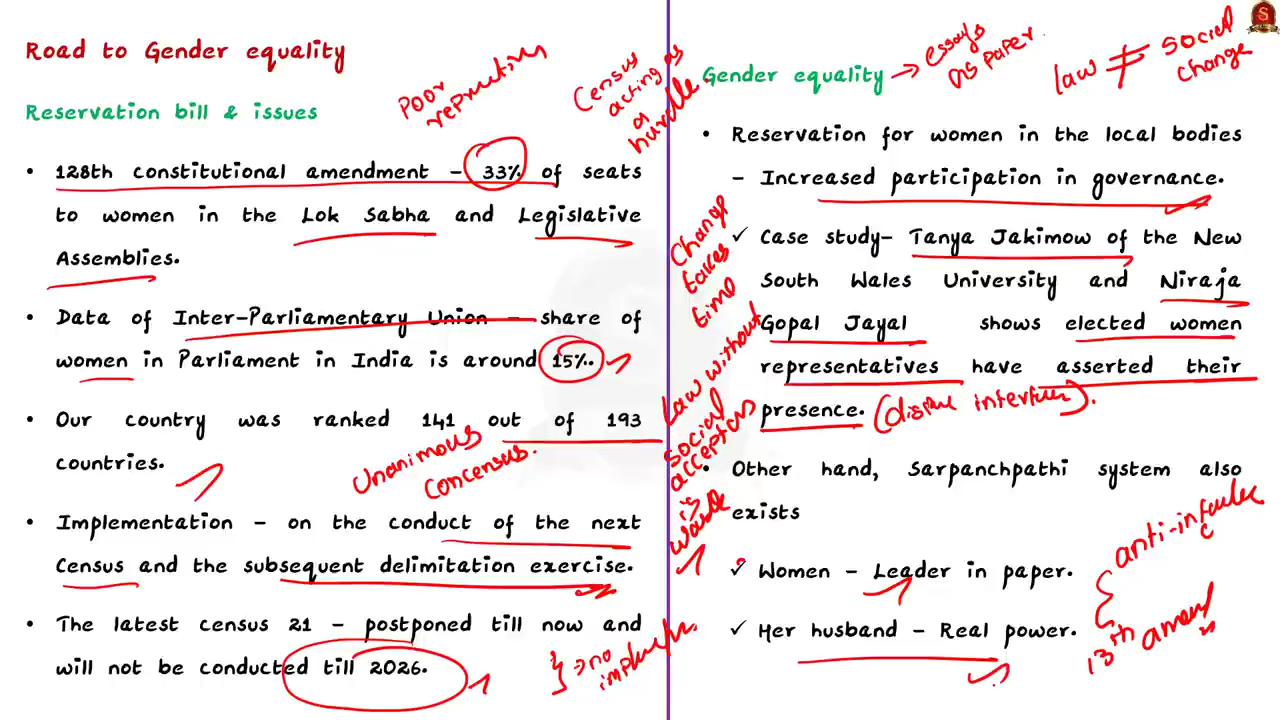 Road to Gender equality
Poor
Census
acting as
a
hurdle.
Reservation bill & issues
128th constitutional amendment – 33% of seats
to women in the Lok Sabha and Legislative
Assemblies.
Data of Inter-Parliamentary Union – share of
women in Parliament in India is around 15%.
Our country was ranked 141 out of 193
countries.
Unanimous
concensus.
Implementation – on the conduct of the next
Census and the subsequent delimitation exercise.
The latest census 21 – postponed till now and
will not be conducted till 2026.
⇒ no
Change
takes
time
Law without
social
is
Gender equality → essays
paper
law ≠ social
change
Reservation for women in the local bodies
– Increased participation in governance.
Case study– Tanya Jakimow of the New
South Wales University and Niraja
Gopal Jayal shows elected women
representatives have asserted their
presence.
Other hand, Sarpanchpathi system also
exists
Women – Leader in paper.
Her husband – Real power.